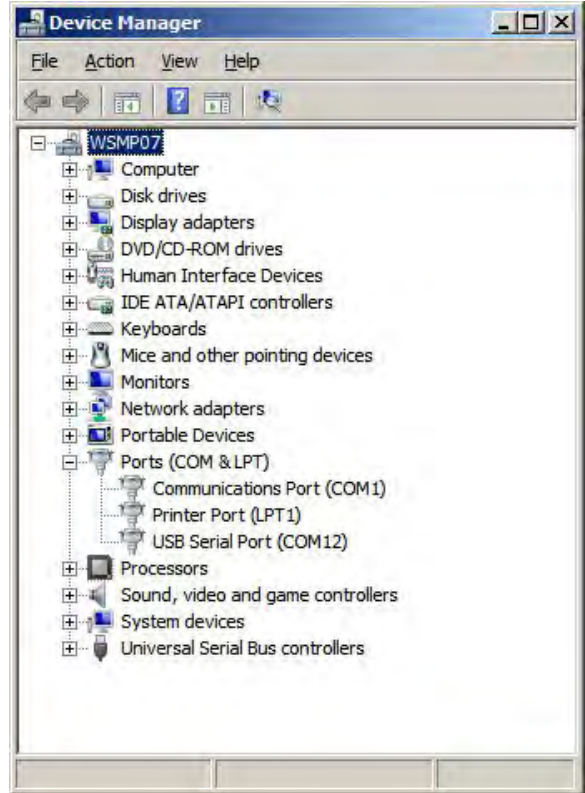 Device Manager
File Action View Help
WSMP07
Computer
Disk drives
Display adapters
DVD/CD-ROM drives
Human Interface Devices
IDE ATA/ATAPI controllers
Keyboards
Mice and other pointing devices
Monitors
Network adapters
Portable Devices
Ports (COM & LPT)
Communications Port (COM1)
Printer Port (LPT1)
USB Serial Port (COM12)
Processors
Sound, video and game controllers
System devices
Universal Serial Bus controllers